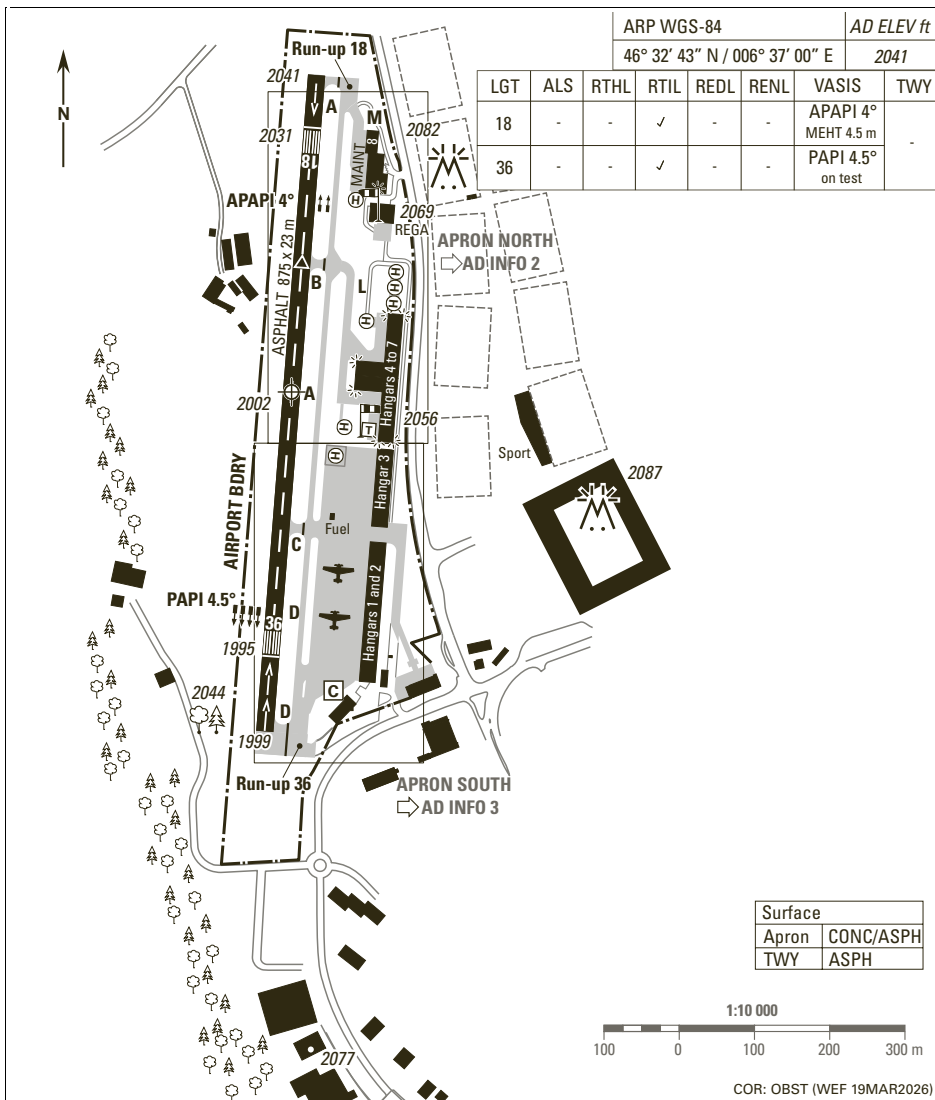 ARP WGS-84 AD ELEV ft
46° 32’ 43” N / 006° 37’ 00” E 2041
LGT ALS RTHL RTIL REDL RENL VASIS TWY
18 - - ✓ - - APAPI 4° -
MEHT 4.5 m
36 - - ✓ - - PAPI 4.5°
on test
Run-up 18
2041
A
M
2031
18
8
MAINT
2082
N
APAPI 4°
H
2069
REGA
APRON NORTH
AD INFO 2
ASPHALT 875 x 23 m
B
L
H
H
H
H
Hangars 4 to 7
2002
A
H
T
2056
Sport
H
Hangar 3
2087
AIRPORT BDRY
Fuel
C
Hangars 1 and 2
PAPI 4.5°
D
36
1995
2044
C
D
1999
Run-up 36
APRON SOUTH
AD INFO 3
Surface
Apron CONC/ASPH
TWY ASPH
1:10 000
100 0 100 200 300 m
2077
COR: OBST (WEF 19MAR2026)